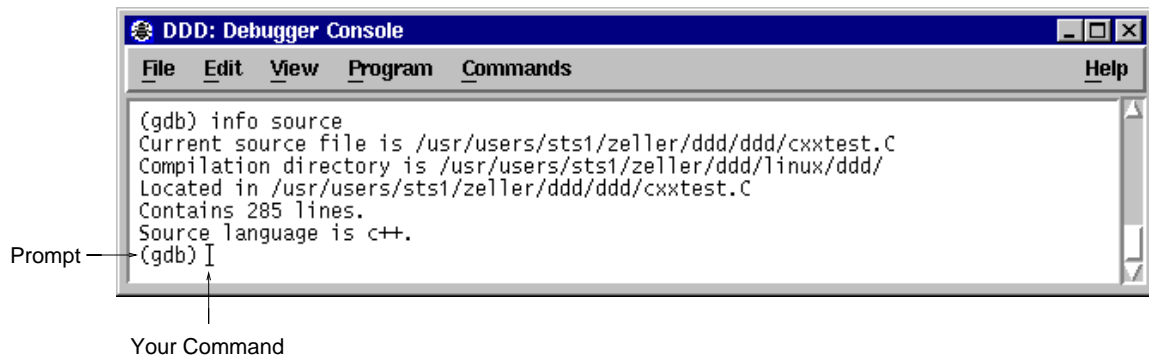 DDD: Debugger Console
File Edit View Program Commands Help
(gdb) info source
Current source file is /usr/users/sts1/zeller/ddd/ddd/cxxtest.C
Compilation directory is /usr/users/sts1/zeller/ddd/linux/ddd/
Located in /usr/users/sts1/zeller/ddd/ddd/cxxtest.C
Contains 285 lines.
Source language is c++.
Prompt
(gdb)
Your Command